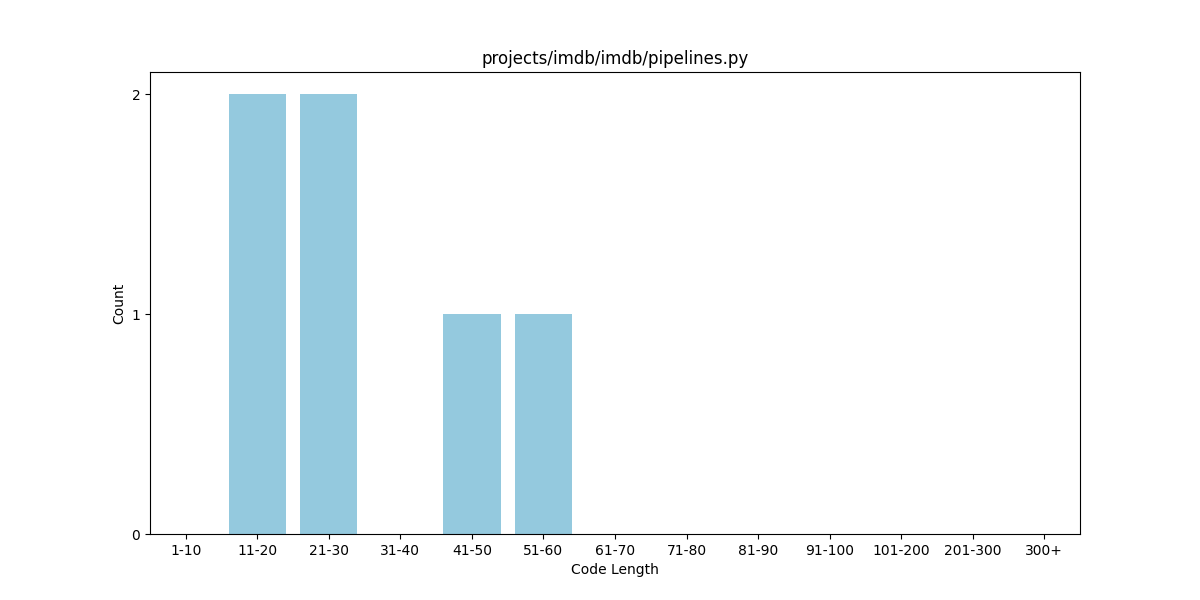 projects/imdb/imdb/pipelines.py
Count
2
1
0
1-10 11-20 21-30 31-40 41-50 51-60 61-70 71-80 81-90 91-100 101-200 201-300 300+
Code Length